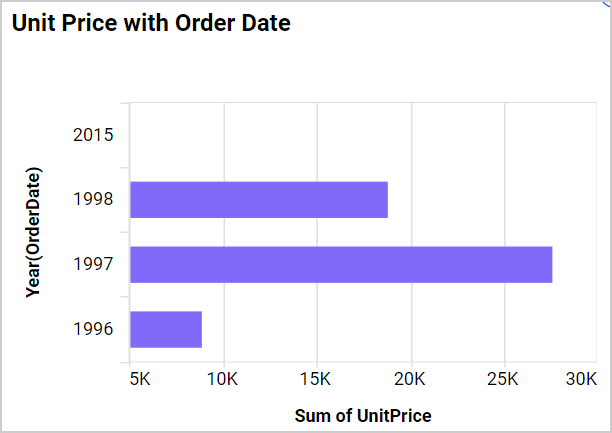 Unit Price with Order Date
2015
1998
1997
1996
Year(OrderDate)
5K 10K 15K 20K 25K 30K
Sum of UnitPrice